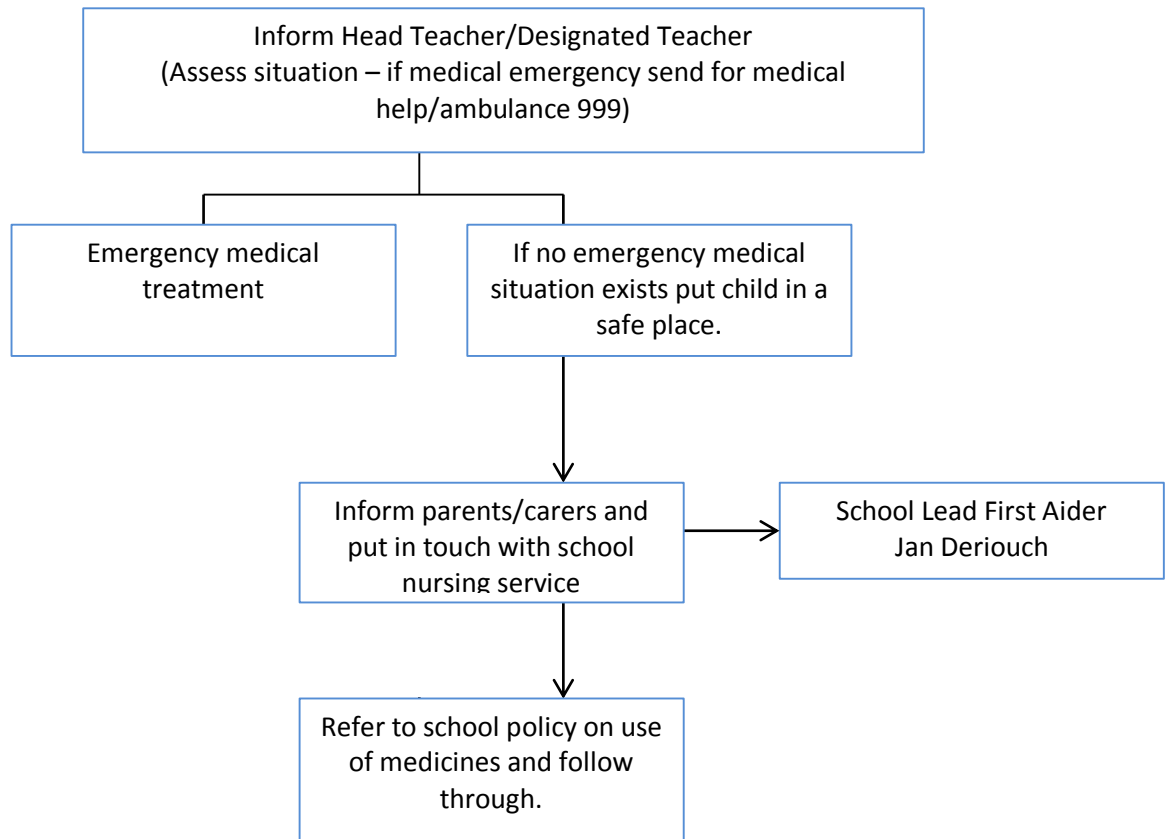 Inform Head Teacher/Designated Teacher
(Assess situation – if medical emergency send for medical
help/ambulance 999)
Emergency medical
treatment
If no emergency medical
situation exists put child in a
safe place.
Inform parents/carers and
put in touch with school
nursing service
School Lead First Aider
Jan Deriouch
Refer to school policy on use
of medicines and follow
through.